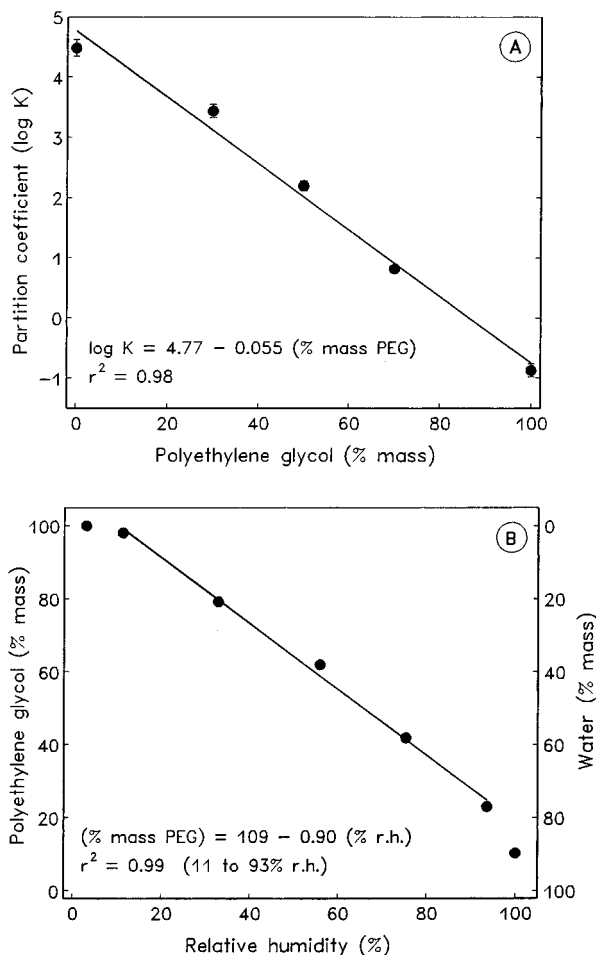 A
5
4
3
2
1
0
−1
Partition coefficient (log K)
log K = 4.77 − 0.055 (% mass PEG)
r² = 0.98
0 20 40 60 80 100
Polyethylene glycol (% mass)
B
100
80
60
40
20
0
Polyethylene glycol (% mass)
0
20
40
60
80
100
Water (% mass)
(% mass PEG) = 109 − 0.90 (% r.h.)
r² = 0.99 (11 to 93% r.h.)
0 20 40 60 80 100
Relative humidity (%)